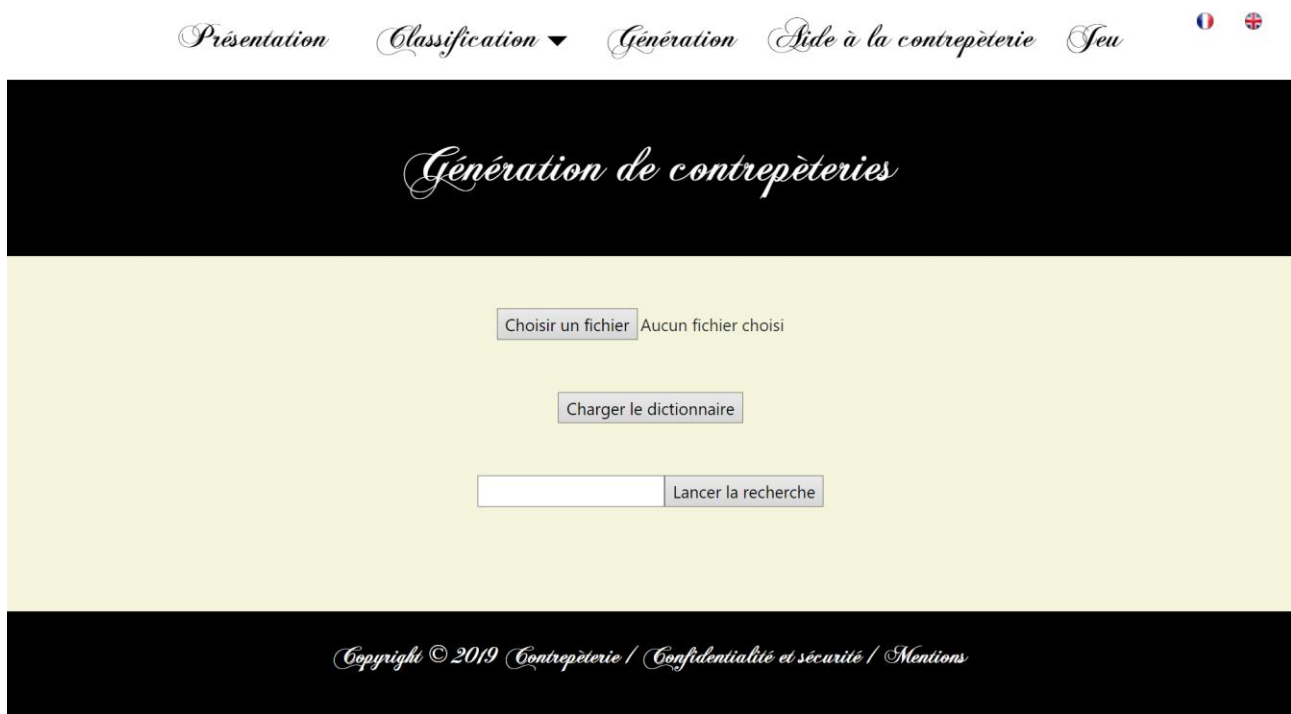 Présentation Classification Génération Aide à la contrepèterie Jeu
Génération de contrepèteries
Choisir un fichier Aucun fichier choisi
Charger le dictionnaire
Lancer la recherche
Copyright © 2019 Contrepèterie / Confidentialité et sécurité / Mentions